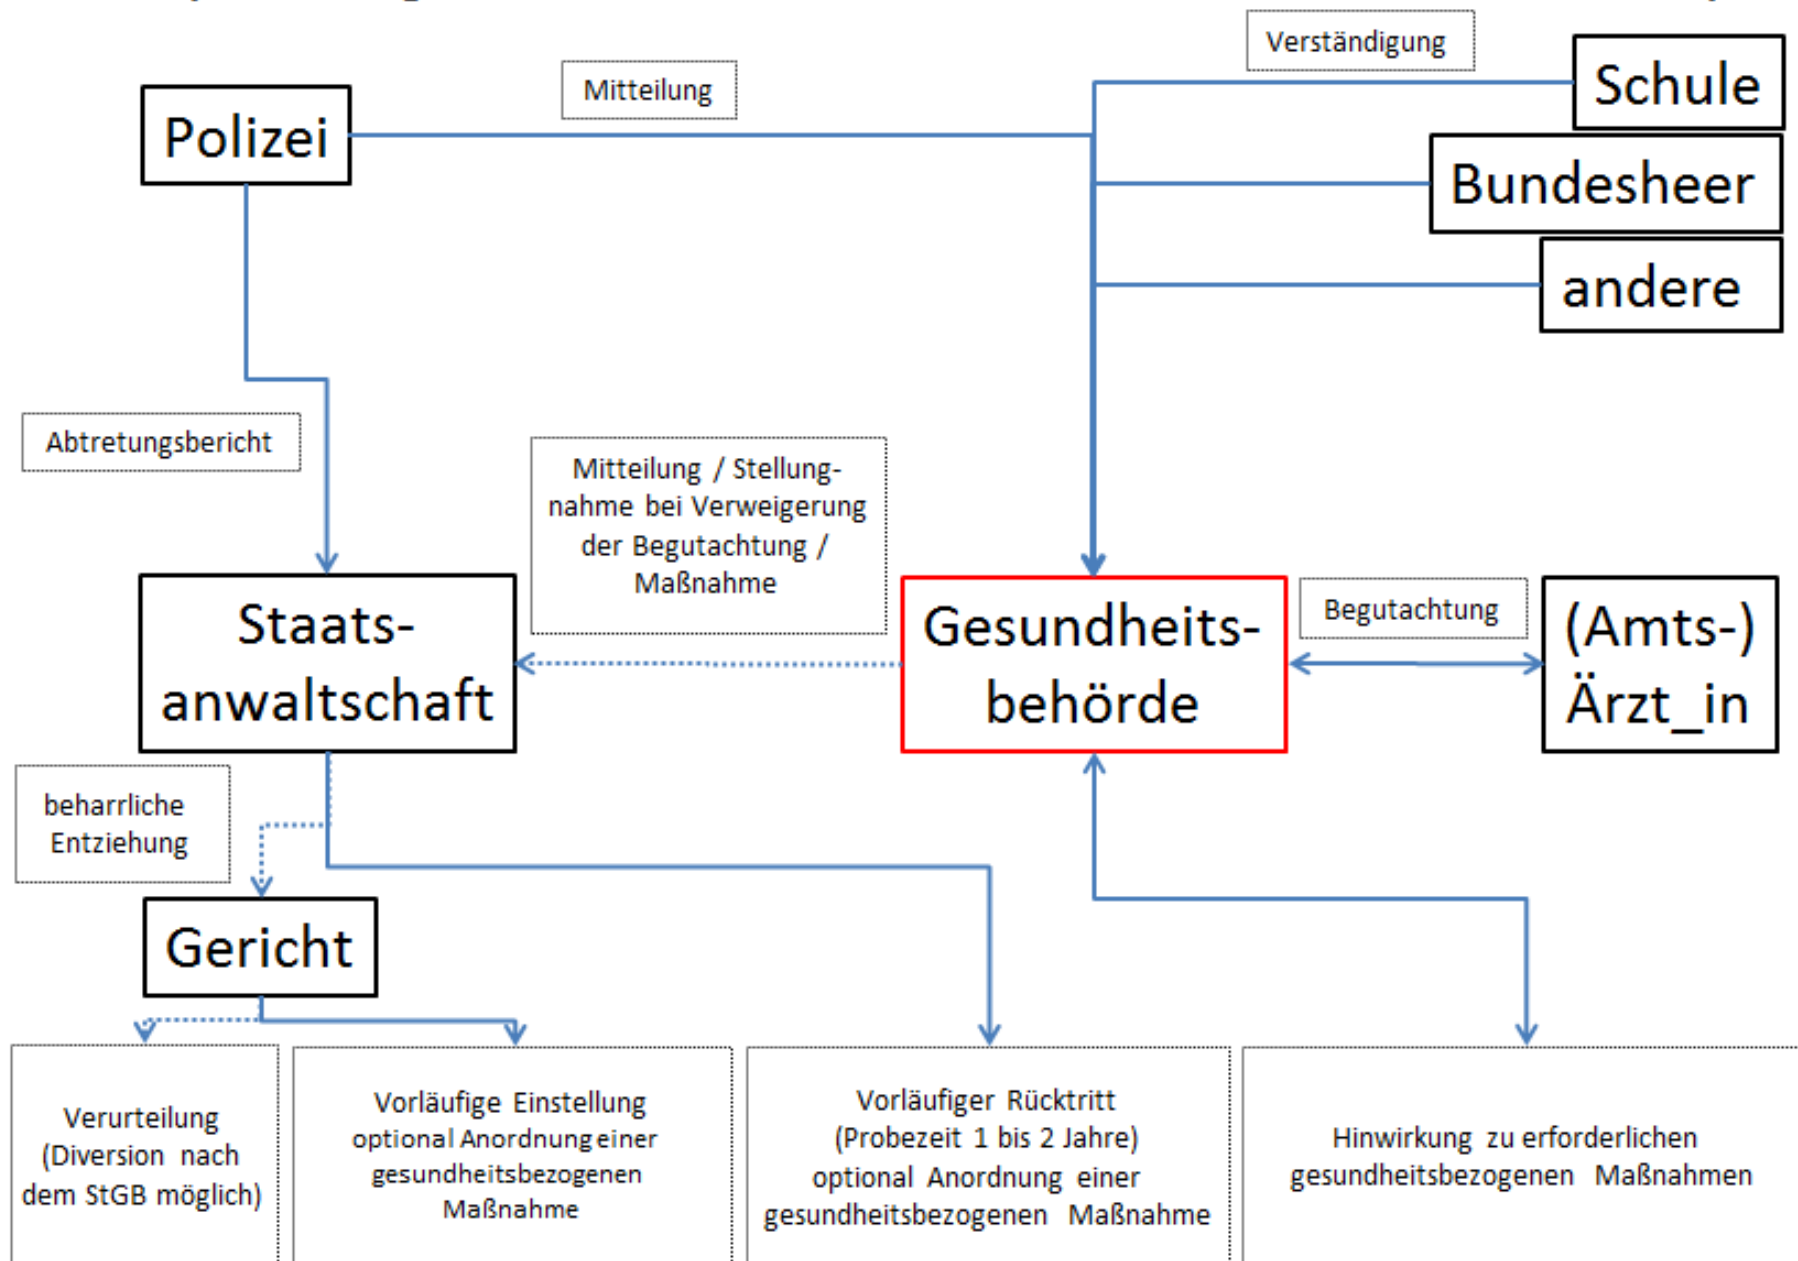 Verständigung
Schule
Mitteilung
Polizei
Bundesheer
andere
Abtretungsbericht
Mitteilung / Stellung-
nahme bei Verweigerung
der Begutachtung /
Maßnahme
Staats-
anwaltschaft
Gesundheits-
behörde
Begutachtung
(Amts-)
Ärzt_in
beharrliche
Entziehung
Gericht
Verurteilung
(Diversion nach
dem StGB möglich)
Vorläufige Einstellung
optional Anordnung einer
gesundheitsbezogenen
Maßnahme
Vorläufiger Rücktritt
(Probezeit 1 bis 2 Jahre)
optional Anordnung einer
gesundheitsbezogenen Maßnahme
Hinwirkung zu erforderlichen
gesundheitsbezogenen Maßnahmen